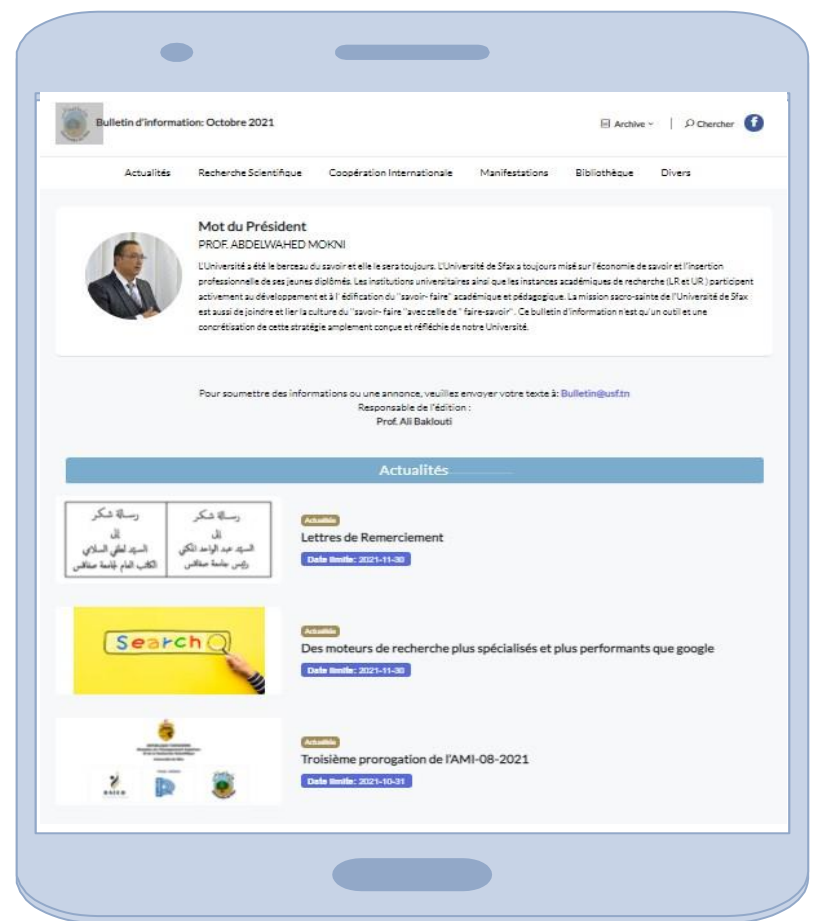 Bulletin d'information: Octobre 2021
Archive
Chercher
Actualités Recherche Scientifique Coopération Internationale Manifestations Bibliothèque Divers
Mot du Président
PROF. ABDELWAHED MOKNI
L'Université a été le berceau du savoir et elle le sera toujours. L'Université de Sfax a toujours misé sur l'économie de savoir et l'insertion
professionnelle de ses jeunes diplômés. Les institutions universitaires ainsi que les instances académiques de recherche (LR et UR ) participent
activement au développement et à l' édification du "savoir- faire" académique et pédagogique. La mission sacro-sainte de l'Université de Sfax
est aussi de joindre et lier la culture du "savoir- faire "avec celle de " faire-savoir" . Ce bulletin d'information n'est qu'un outil et une
concrétisation de cette stratégie amplement conçue et réfléchie de notre Université.
Pour soumettre des informations ou une annonce, veuillez envoyer votre texte à: Bulletin@usf.tn
Responsable de l'édition :
Prof. Ali Baklouti
Actualités
رسالة شكر
إلى
السيد لطفي السلامي
الكاتب العام لجامعة صفاقس
رسالة شكر
إلى
السيد عبد الواحد المكني
رئيس جامعة صفاقس
Actualités
Lettres de Remerciement
Date limite: 2021-11-30
Search
Actualités
Des moteurs de recherche plus spécialisés et plus performants que google
Date limite: 2021-11-30
Actualités
Troisième prorogation de l'AMI-08-2021
Date limite: 2021-10-31